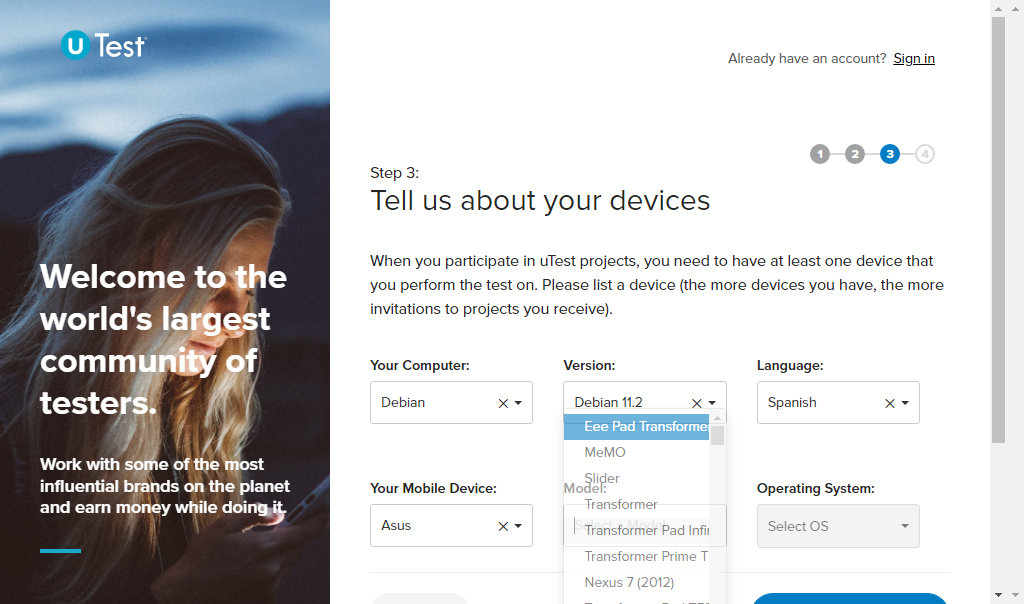 U Test
Already have an account? Sign in
1 2 3 4
Step 3:
Tell us about your devices
Welcome to the
world's largest
community of
testers.
Work with some of the most
influential brands on the planet
and earn money while doing it.
When you participate in uTest projects, you need to have at least one device that
you perform the test on. Please list a device (the more devices you have, the more
invitations to projects you receive).
Your Computer: Version: Language:
Debian Debian 11.2 Spanish
Eee Pad Transformer
MeMO
Slider
Your Mobile Device: Model: Operating System:
Transformer
Asus Select a Model Select OS
Transformer Pad Infin
Transformer Prime T
Nexus 7 (2012)